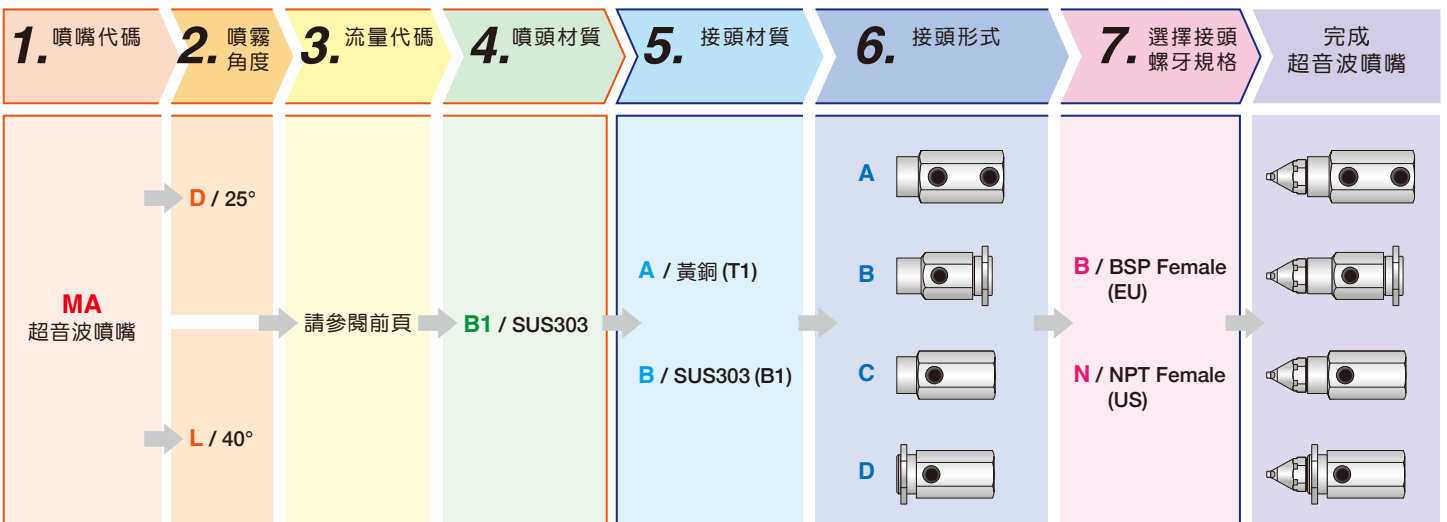 1. 噴嘴代碼
2. 噴霧
角度
3. 流量代碼
4. 噴頭材質
5. 接頭材質
6. 接頭形式
7. 選擇接頭
螺牙規格
完成
超音波噴嘴
MA
超音波噴嘴
D / 25°
L / 40°
請參閱前頁
B1 / SUS303
A / 黃銅 (T1)
B / SUS303 (B1)
A
B
C
D
B / BSP Female
(EU)
N / NPT Female
(US)